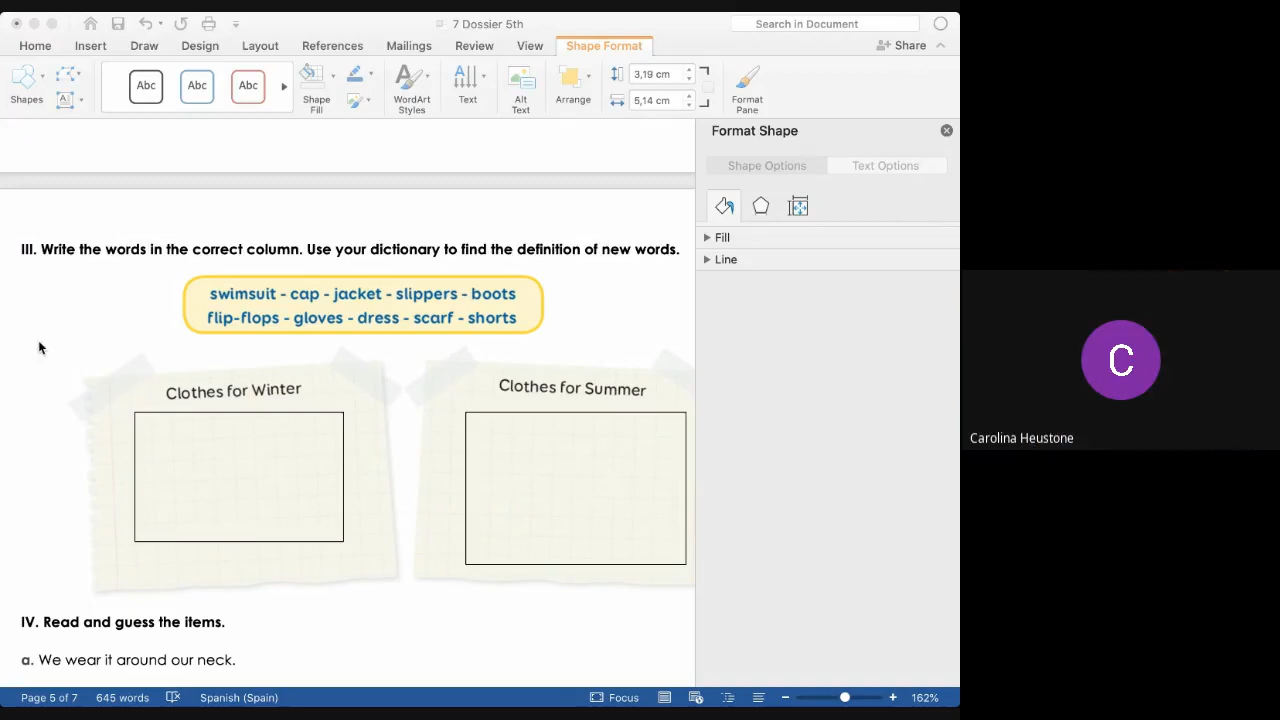 7 Dossier 5th
Search in Document
Home Insert Draw Design Layout References Mailings Review View Shape Format Share
Abc Abc Abc
3,19 cm
5,14 cm
Shapes
Shape Fill
WordArt Styles
Text
Alt Text
Arrange
Format Pane
Format Shape
Shape Options Text Options
Fill
Line
III. Write the words in the correct column. Use your dictionary to find the definition of new words.
swimsuit - cap - jacket - slippers - boots
flip-flops - gloves - dress - scarf - shorts
Clothes for Winter
Clothes for Summer
IV. Read and guess the items.
a. We wear it around our neck.
C
Carolina Heustone
Page 5 of 7 645 words Spanish (Spain) Focus 162%